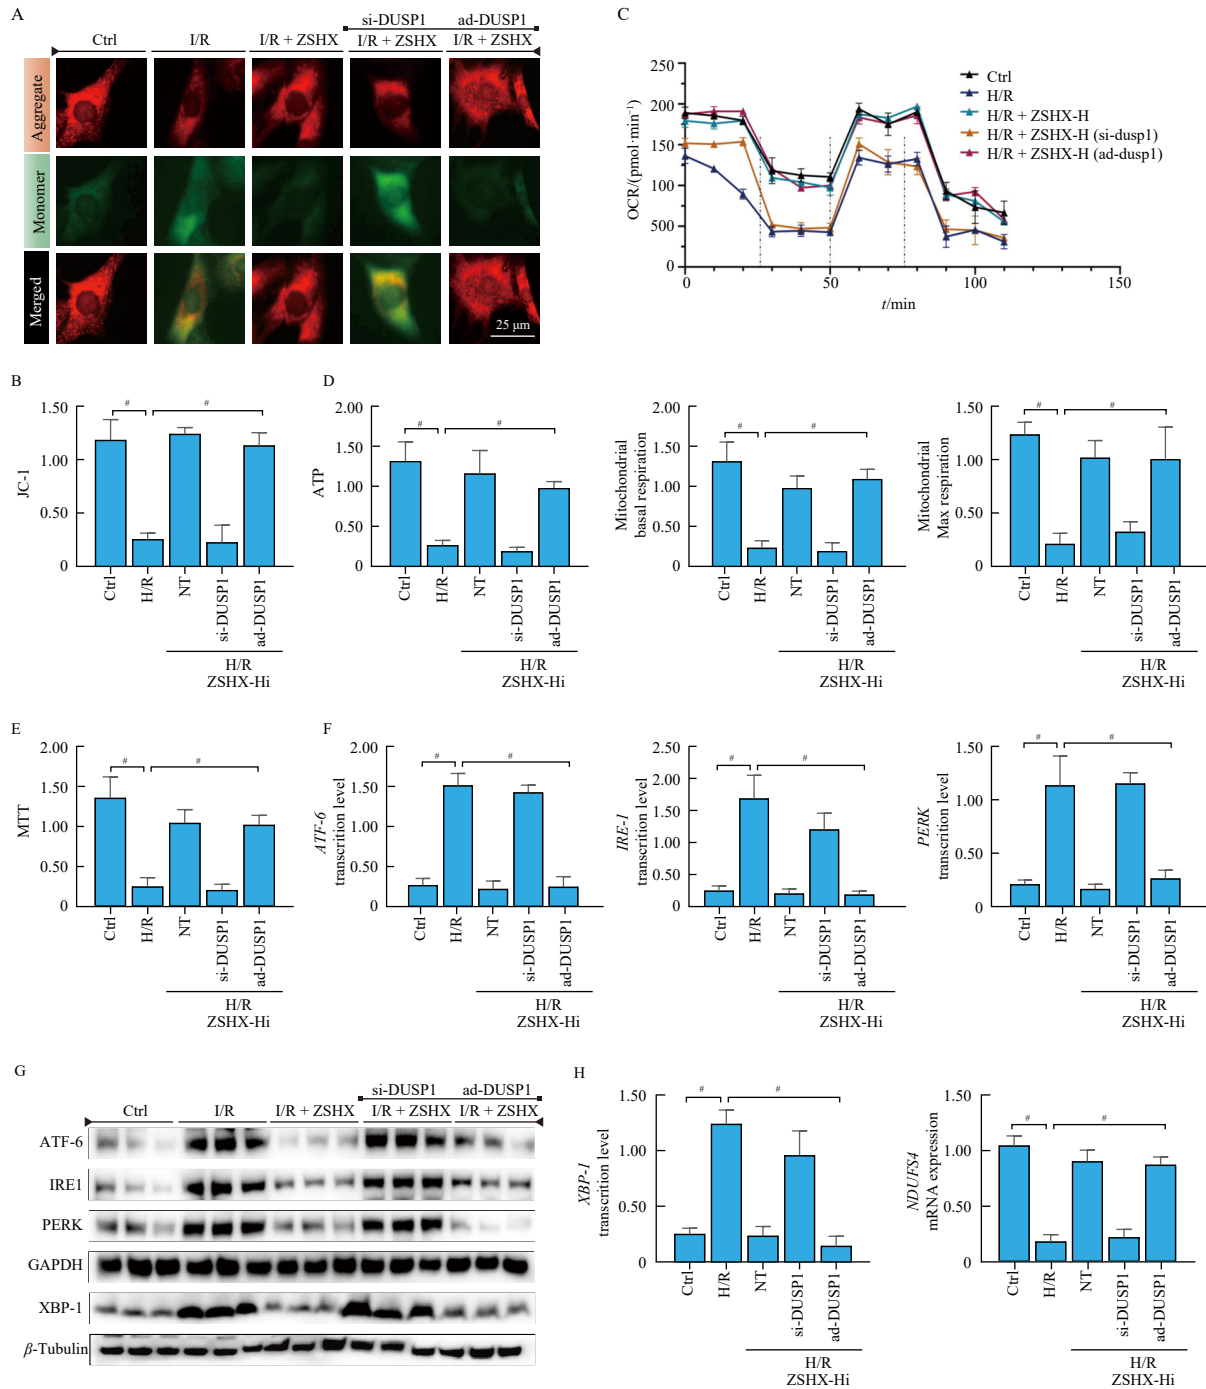 A
si-DUSP1 ad-DUSP1
Ctrl I/R I/R + ZSHX I/R + ZSHX I/R + ZSHX
Aggregate
Monomer
Merged
25 μm
C
OCR/(pmol·min⁻¹)
250
200
150
100
500
0
0 50 100 150
t/min
Ctrl
H/R
H/R + ZSHX-H
H/R + ZSHX-H (si-dusp1)
H/R + ZSHX-H (ad-dusp1)
B
JC-1
1.50
1.00
0.50
0
# #
Ctrl H/R NT si-DUSP1 ad-DUSP1
H/R
ZSHX-Hi
D
ATP
2.00
1.50
1.00
0.50
0
# #
Ctrl H/R NT si-DUSP1 ad-DUSP1
H/R
ZSHX-Hi
Mitochondrial
basal respiration
2.00
1.50
1.00
0.50
0
# #
Ctrl H/R NT si-DUSP1 ad-DUSP1
H/R
ZSHX-Hi
Mitochondrial
Max respiration
1.50
1.00
0.50
0
# #
Ctrl H/R NT si-DUSP1 ad-DUSP1
H/R
ZSHX-Hi
E
MTT
2.00
1.50
1.00
0.50
0
# #
Ctrl H/R NT si-DUSP1 ad-DUSP1
H/R
ZSHX-Hi
F
ATF-6
transcrition level
2.00
1.50
1.00
0.50
0
# #
Ctrl H/R NT si-DUSP1 ad-DUSP1
H/R
ZSHX-Hi
IRE-1
transcrition level
2.50
2.00
1.50
1.00
0.50
0
# #
Ctrl H/R NT si-DUSP1 ad-DUSP1
H/R
ZSHX-Hi
PERK
transcrition level
1.50
1.00
0.50
0
# #
Ctrl H/R NT si-DUSP1 ad-DUSP1
H/R
ZSHX-Hi
G
si-DUSP1 ad-DUSP1
Ctrl I/R I/R + ZSHX I/R + ZSHX I/R + ZSHX
ATF-6
IRE1
PERK
GAPDH
XBP-1
β-Tubulin
H
XBP-1
transcrition level
1.50
1.00
0.50
0
# #
Ctrl H/R NT si-DUSP1 ad-DUSP1
H/R
ZSHX-Hi
NDUFS4
mRNA expression
1.50
1.00
0.50
0
# #
Ctrl H/R NT si-DUSP1 ad-DUSP1
H/R
ZSHX-Hi